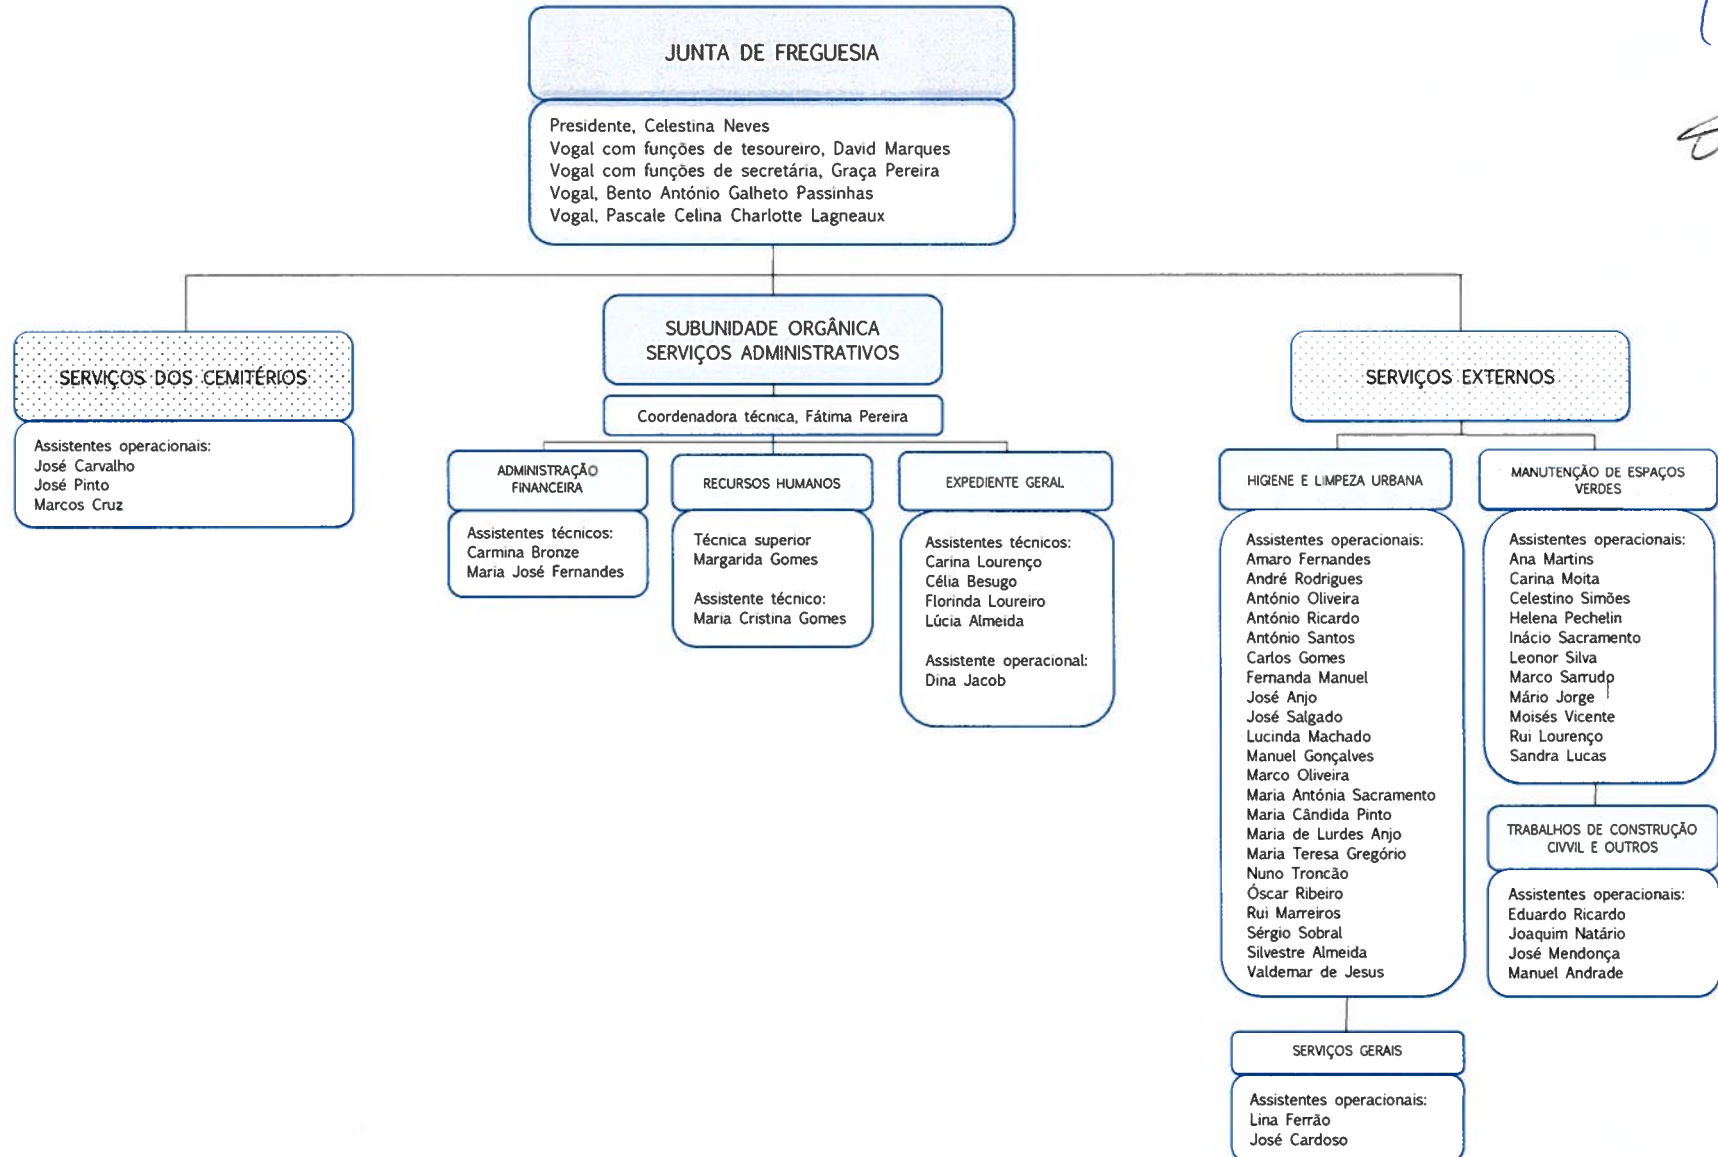 JUNTA DE FREGUESIA
Presidente, Celestina Neves
Vogal com funções de tesoureiro, David Marques
Vogal com funções de secretária, Graça Pereira
Vogal, Bento António Galheto Passinhas
Vogal, Pascale Celina Charlotte Lagneaux
SERVIÇOS DOS CEMITÉRIOS
Assistentes operacionais:
José Carvalho
José Pinto
Marcos Cruz
SUBUNIDADE ORGÂNICA
SERVIÇOS ADMINISTRATIVOS
Coordenadora técnica, Fátima Pereira
ADMINISTRAÇÃO
FINANCEIRA
Assistentes técnicos:
Carmina Bronze
Maria José Fernandes
RECURSOS HUMANOS
Técnica superior
Margarida Gomes
Assistente técnico:
Maria Cristina Gomes
EXPEDIENTE GERAL
Assistentes técnicos:
Carina Lourenço
Célia Besugo
Florinda Loureiro
Lúcia Almeida
Assistente operacional:
Dina Jacob
SERVIÇOS EXTERNOS
HIGIENE E LIMPEZA URBANA
Assistentes operacionais:
Amaro Fernandes
André Rodrigues
António Oliveira
António Ricardo
António Santos
Carlos Gomes
Fernanda Manuel
José Anjo
José Salgado
Lucinda Machado
Manuel Gonçalves
Marco Oliveira
Maria Antónia Sacramento
Maria Cândida Pinto
Maria de Lurdes Anjo
Maria Teresa Gregório
Nuno Troncão
Óscar Ribeiro
Rui Marreiros
Sérgio Sobral
Silvestre Almeida
Valdemar de Jesus
SERVIÇOS GERAIS
Assistentes operacionais:
Lina Ferrão
José Cardoso
MANUTENÇÃO DE ESPAÇOS
VERDES
Assistentes operacionais:
Ana Martins
Carina Moita
Celestino Simões
Helena Pechelin
Inácio Sacramento
Leonor Silva
Marco Sarrudo
Mário Jorge
Moisés Vicente
Rui Lourenço
Sandra Lucas
TRABALHOS DE CONSTRUÇÃO
CIVVIL E OUTROS
Assistentes operacionais:
Eduardo Ricardo
Joaquim Natário
José Mendonça
Manuel Andrade